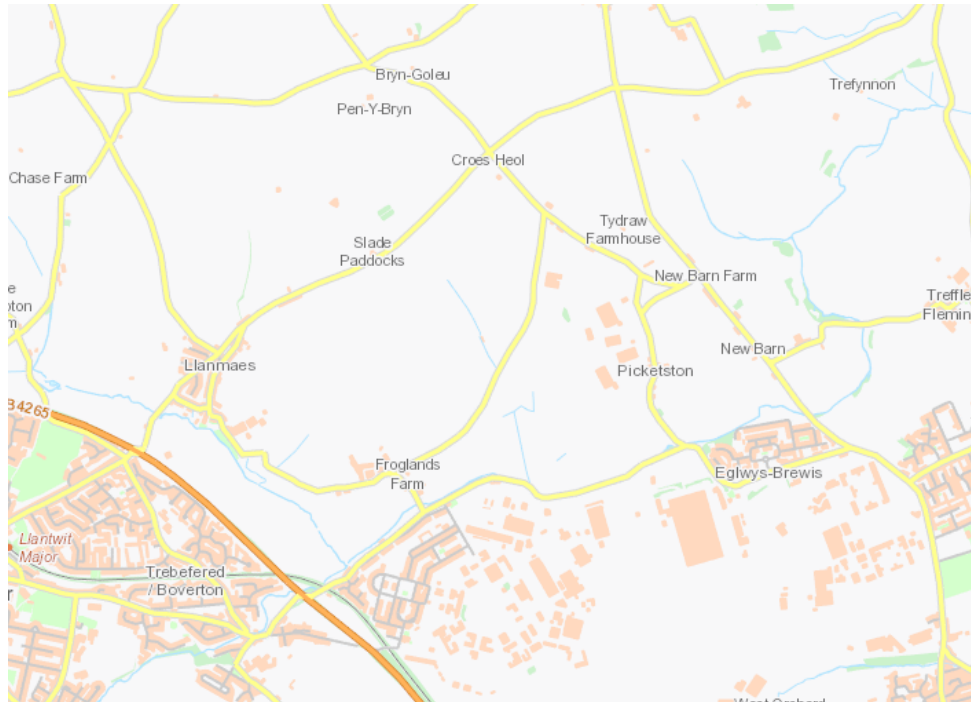 Bryn-Goleu
Trefynnon
Pen-Y-Bryn
Croes Heol
Chase Farm
Tydraw
Farmhouse
Slade
Paddocks
New Barn Farm
Treffle
Flemin
New Barn
Llanmaes
Picketston
B4265
Froglands
Farm
Eglwys-Brewis
Llantwit
Major
Trebefered
/ Boverton